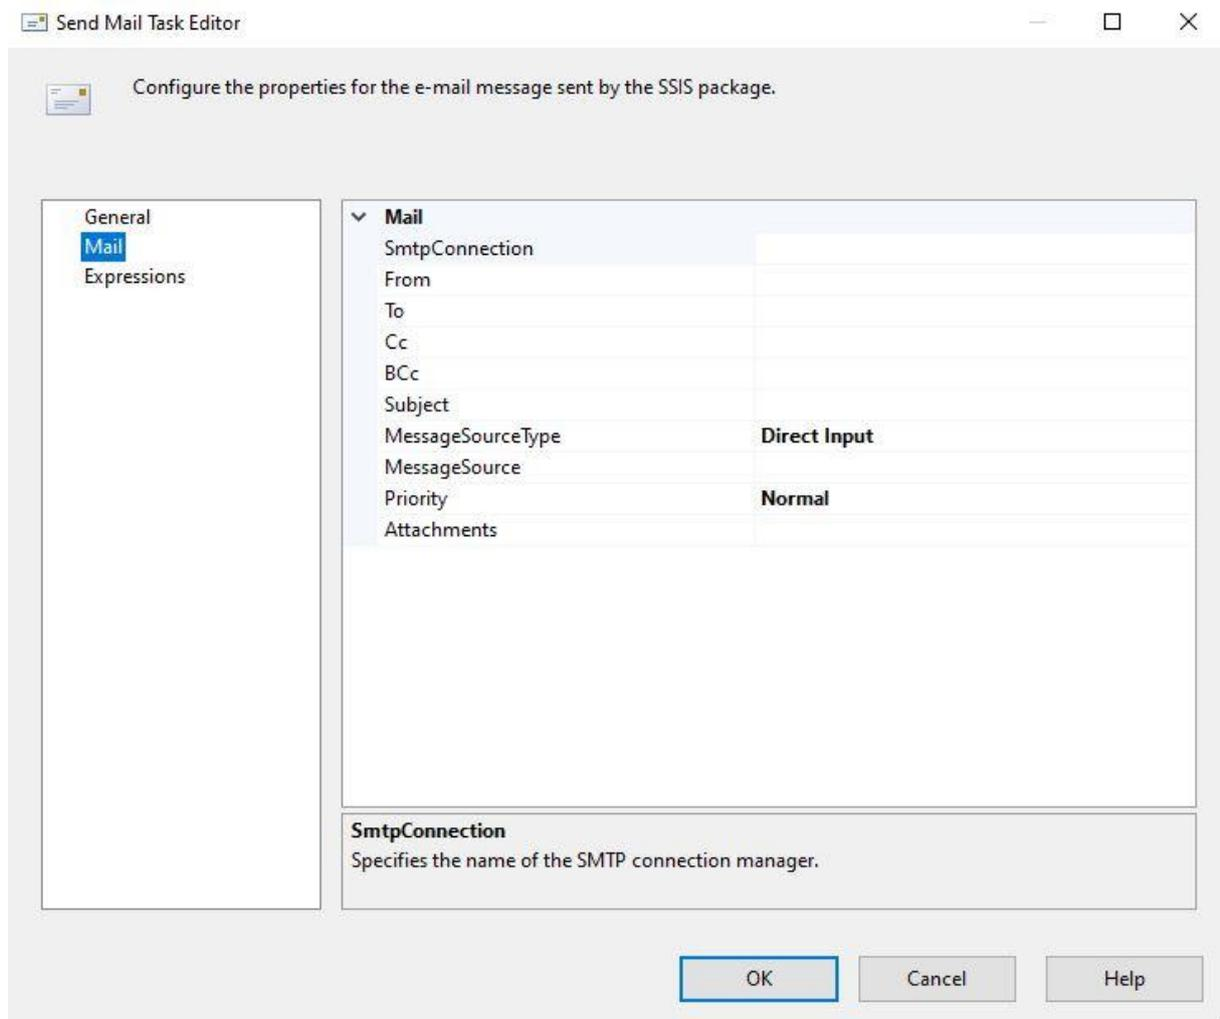 Send Mail Task Editor
Configure the properties for the e-mail message sent by the SSIS package.
General
Mail
Expressions
Mail
SmtpConnection
From
To
Cc
BCc
Subject
MessageSourceType Direct Input
MessageSource
Priority Normal
Attachments
SmtpConnection
Specifies the name of the SMTP connection manager.
OK Cancel Help